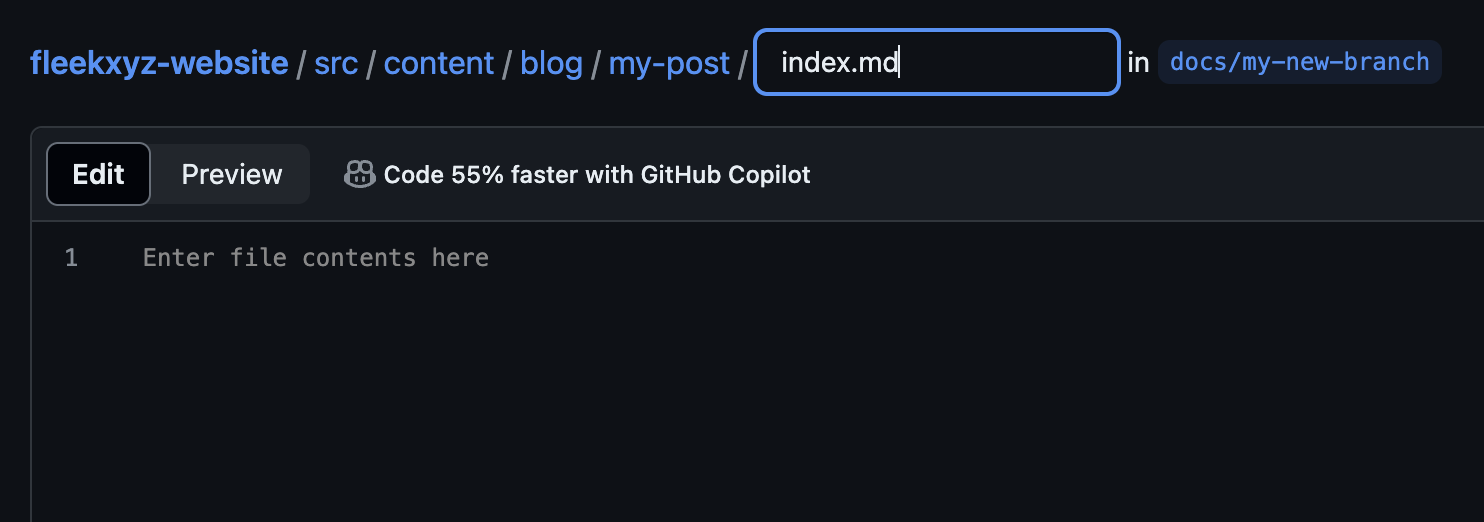 fleekxyz-website / src / content / blog / my-post / index.md in docs/my-new-branch
Edit Preview Code 55% faster with GitHub Copilot
1 Enter file contents here